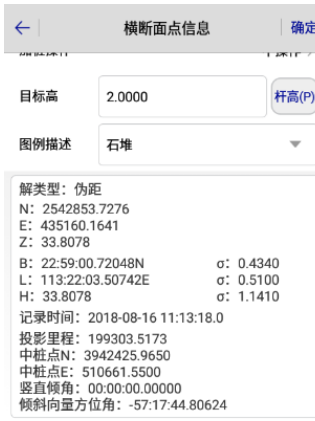 横断面点信息
确定
目标高
2.0000
杆高(P)
图例描述
石堆
解类型：伪距
N：2542853.7276
E：435160.1641
Z：33.8078
B：22:59:00.72048N σ：0.4340
L：113:22:03.50742E σ：0.5100
H：33.8078 σ：1.1410
记录时间：2018-08-16 11:13:18.0
投影里程：199303.5173
中桩点N：3942425.9650
中桩点E：510661.5500
竖直倾角：00:00:00.00000
倾斜向量方位角：-57:17:44.80624